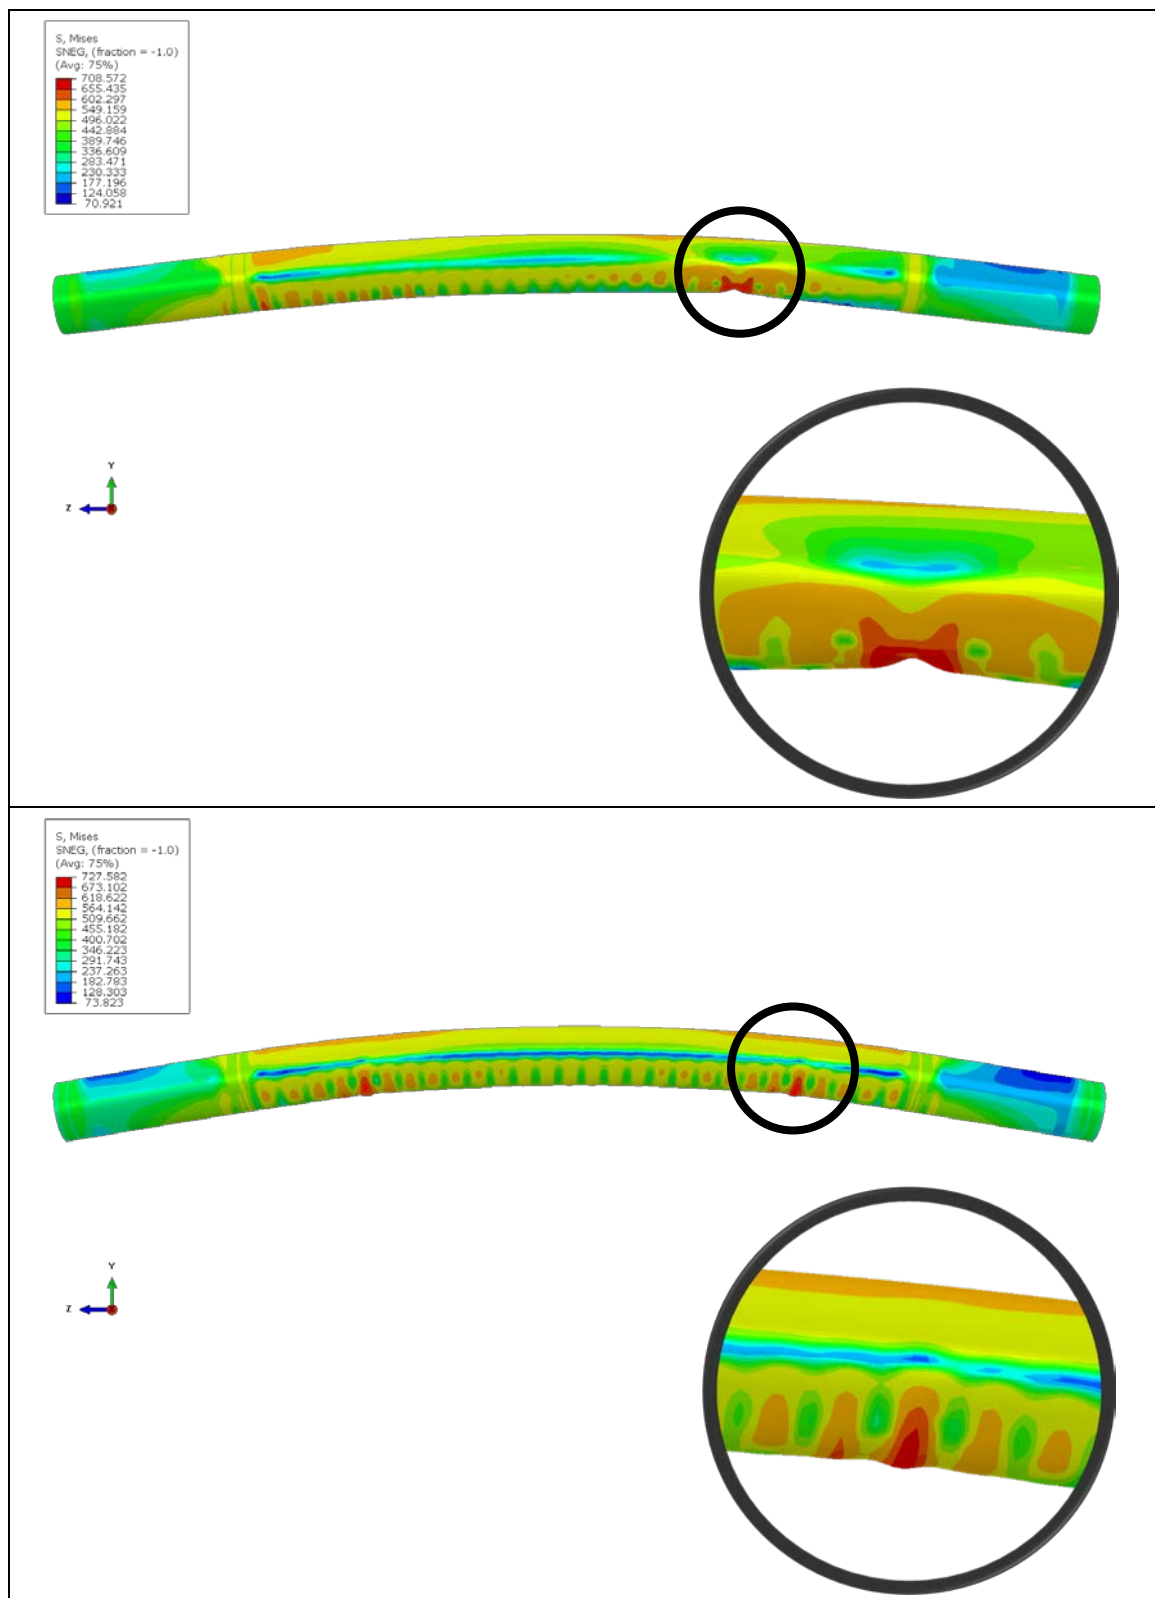 S, Mises
SNEG, (fraction = -1.0)
(Avg: 75%)
708.572
655.435
602.297
549.159
496.022
442.884
389.746
336.609
283.471
230.333
177.196
124.058
70.921
Y
Z
S, Mises
SNEG, (fraction = -1.0)
(Avg: 75%)
727.582
673.102
618.622
564.142
509.662
455.182
400.702
346.223
291.743
237.263
182.783
128.303
73.823
Y
Z